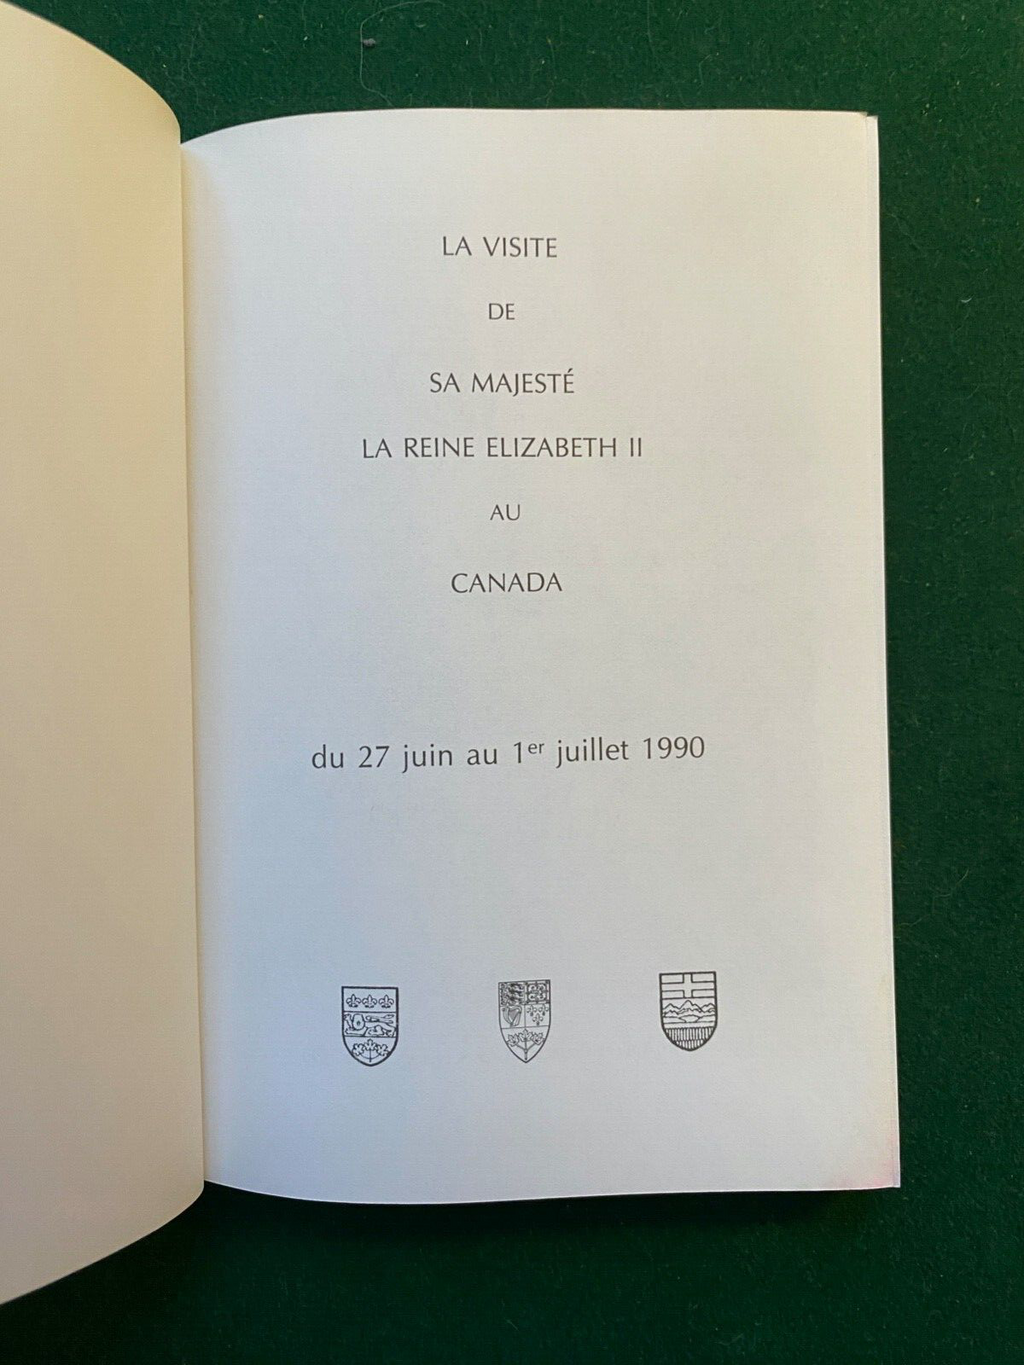 LA VISITE
DE
SA MAJESTÉ
LA REINE ELIZABETH II
AU
CANADA
du 27 juin au 1er juillet 1990